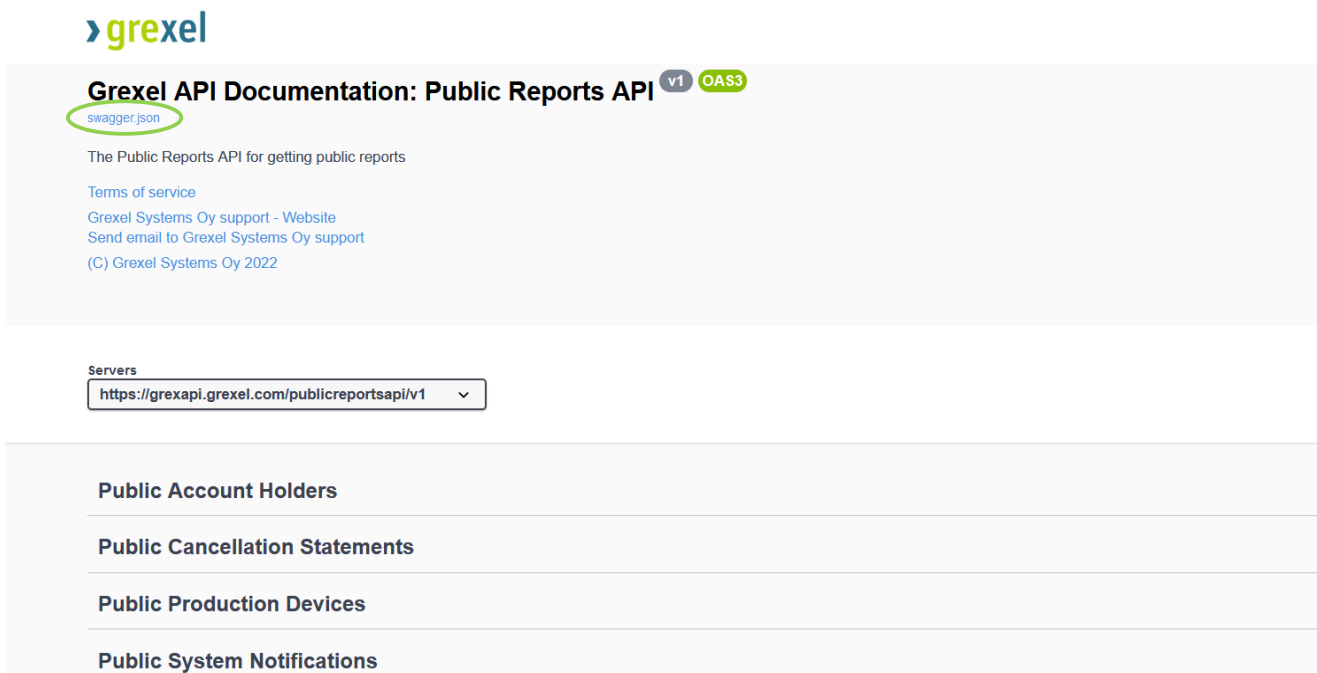 grexel
Grexel API Documentation: Public Reports API v1 OAS3
swagger.json
The Public Reports API for getting public reports
Terms of service
Grexel Systems Oy support - Website
Send email to Grexel Systems Oy support
(C) Grexel Systems Oy 2022
Servers
https://grexapi.grexel.com/publicreportsapi/v1
Public Account Holders
Public Cancellation Statements
Public Production Devices
Public System Notifications